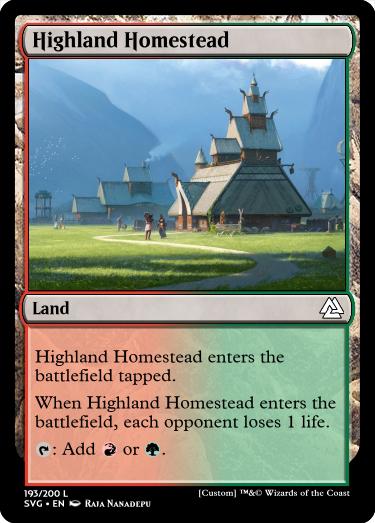 Highland Homestead
Land
Highland Homestead enters the
battlefield tapped.
When Highland Homestead enters the
battlefield, each opponent loses 1 life.
: Add or .
193/200 L
SVG • EN Raja Nanadepu
[Custom] ™&© Wizards of the Coast